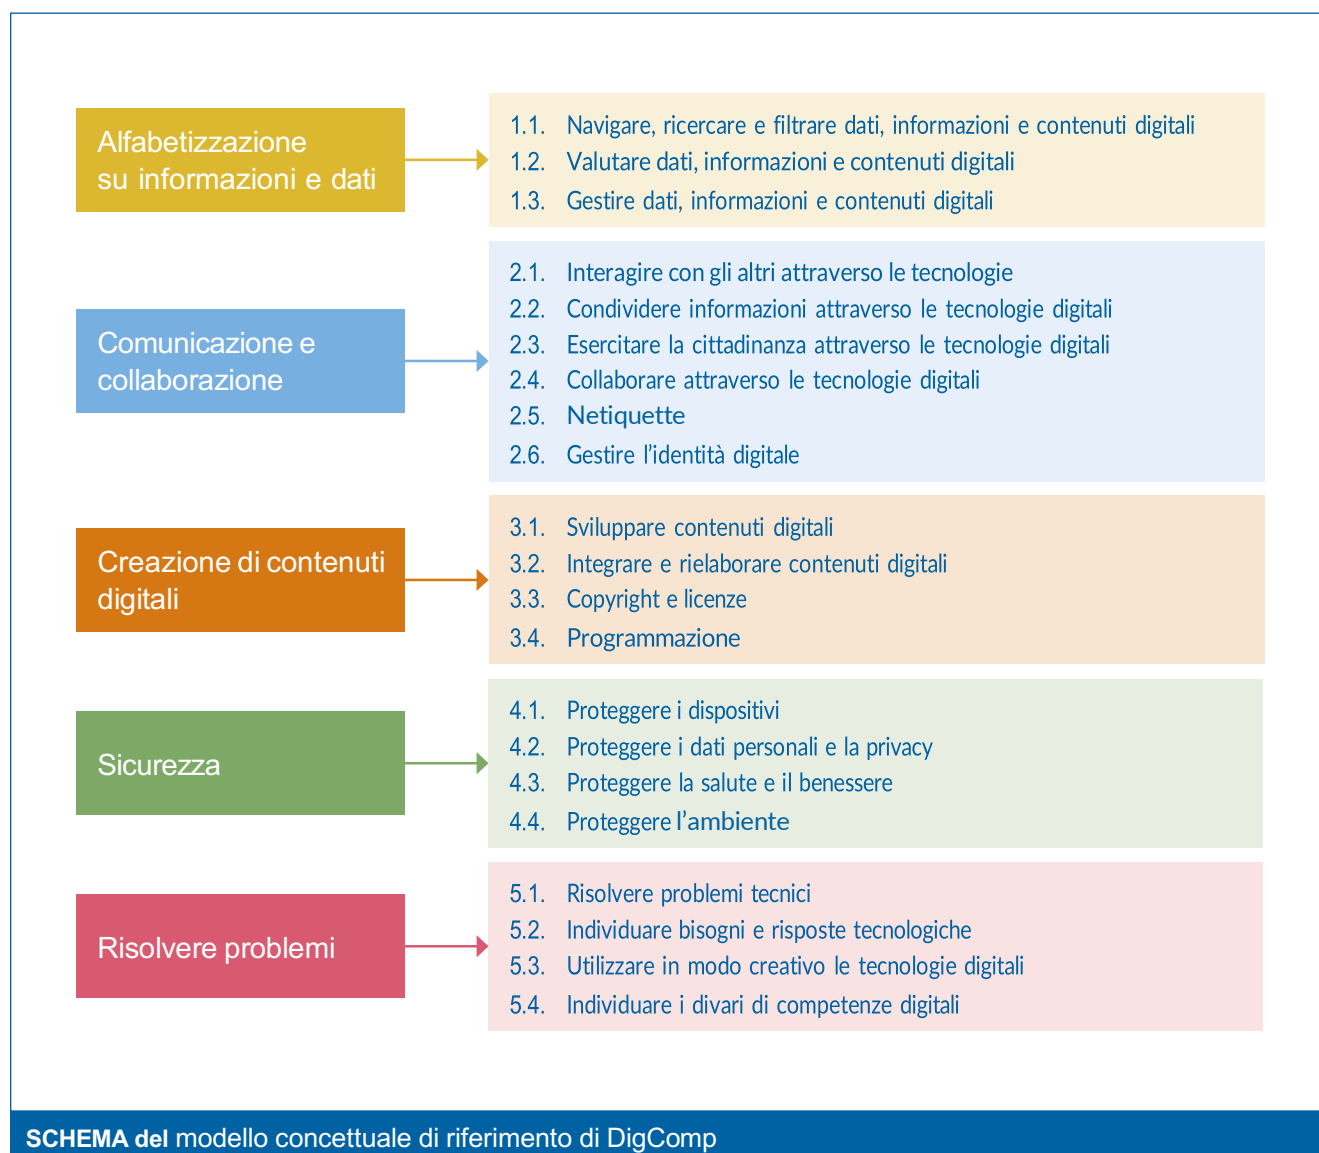 Alfabetizzazione
su informazioni e dati
1.1. Navigare, ricercare e filtrare dati, informazioni e contenuti digitali
1.2. Valutare dati, informazioni e contenuti digitali
1.3. Gestire dati, informazioni e contenuti digitali
Comunicazione e
collaborazione
2.1. Interagire con gli altri attraverso le tecnologie
2.2. Condividere informazioni attraverso le tecnologie digitali
2.3. Esercitare la cittadinanza attraverso le tecnologie digitali
2.4. Collaborare attraverso le tecnologie digitali
2.5. Netiquette
2.6. Gestire l’identità digitale
Creazione di contenuti
digitali
3.1. Sviluppare contenuti digitali
3.2. Integrare e rielaborare contenuti digitali
3.3. Copyright e licenze
3.4. Programmazione
Sicurezza
4.1. Proteggere i dispositivi
4.2. Proteggere i dati personali e la privacy
4.3. Proteggere la salute e il benessere
4.4. Proteggere l’ambiente
Risolvere problemi
5.1. Risolvere problemi tecnici
5.2. Individuare bisogni e risposte tecnologiche
5.3. Utilizzare in modo creativo le tecnologie digitali
5.4. Individuare i divari di competenze digitali
SCHEMA del modello concettuale di riferimento di DigComp